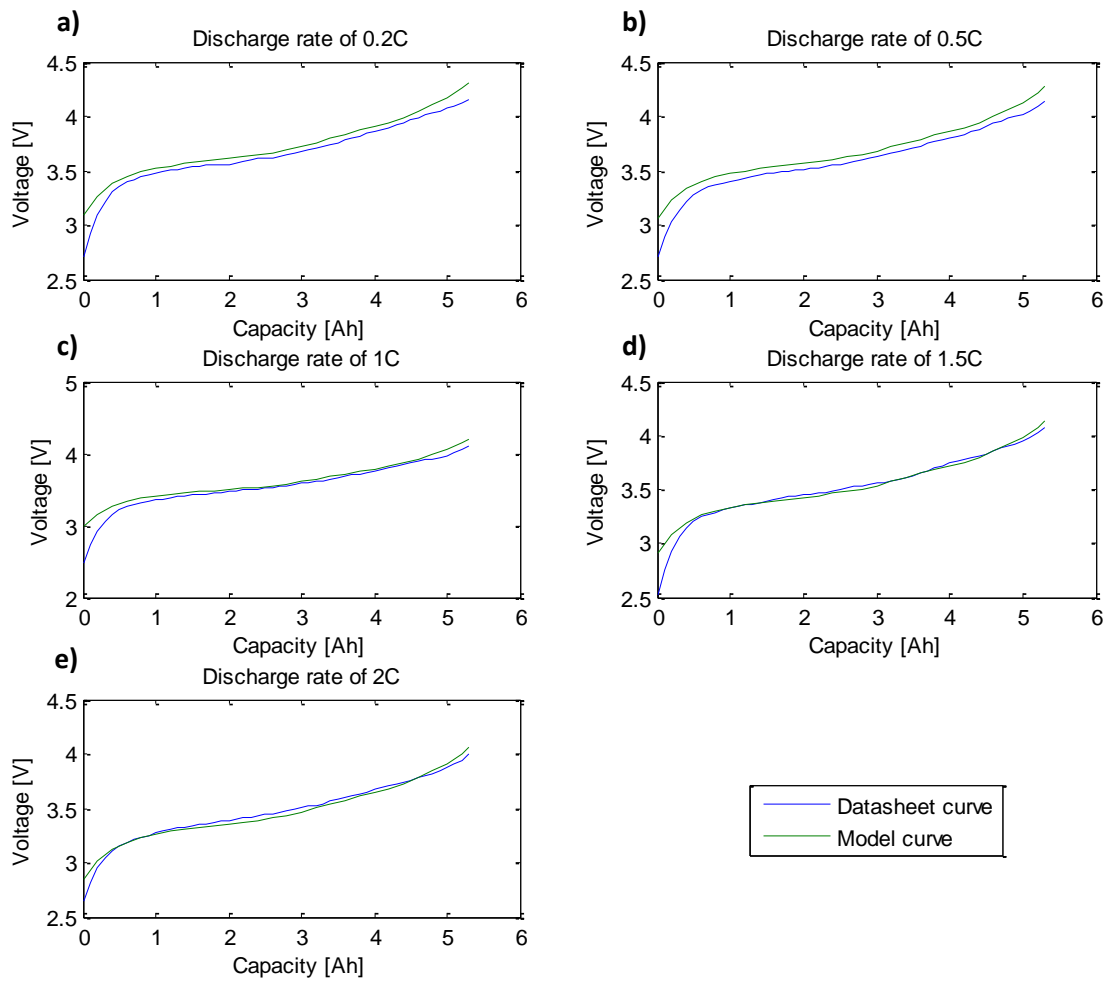 a)
Discharge rate of 0.2C
4.5
4
3.5
3
2.5
Voltage [V]
0 1 2 3 4 5 6
Capacity [Ah]
b)
Discharge rate of 0.5C
4.5
4
3.5
3
2.5
Voltage [V]
0 1 2 3 4 5 6
Capacity [Ah]
c)
Discharge rate of 1C
5
4
3
2
Voltage [V]
0 1 2 3 4 5 6
Capacity [Ah]
d)
Discharge rate of 1.5C
4.5
4
3.5
3
2.5
Voltage [V]
0 1 2 3 4 5 6
Capacity [Ah]
e)
Discharge rate of 2C
4.5
4
3.5
3
2.5
Voltage [V]
0 1 2 3 4 5 6
Capacity [Ah]
Datasheet curve
Model curve